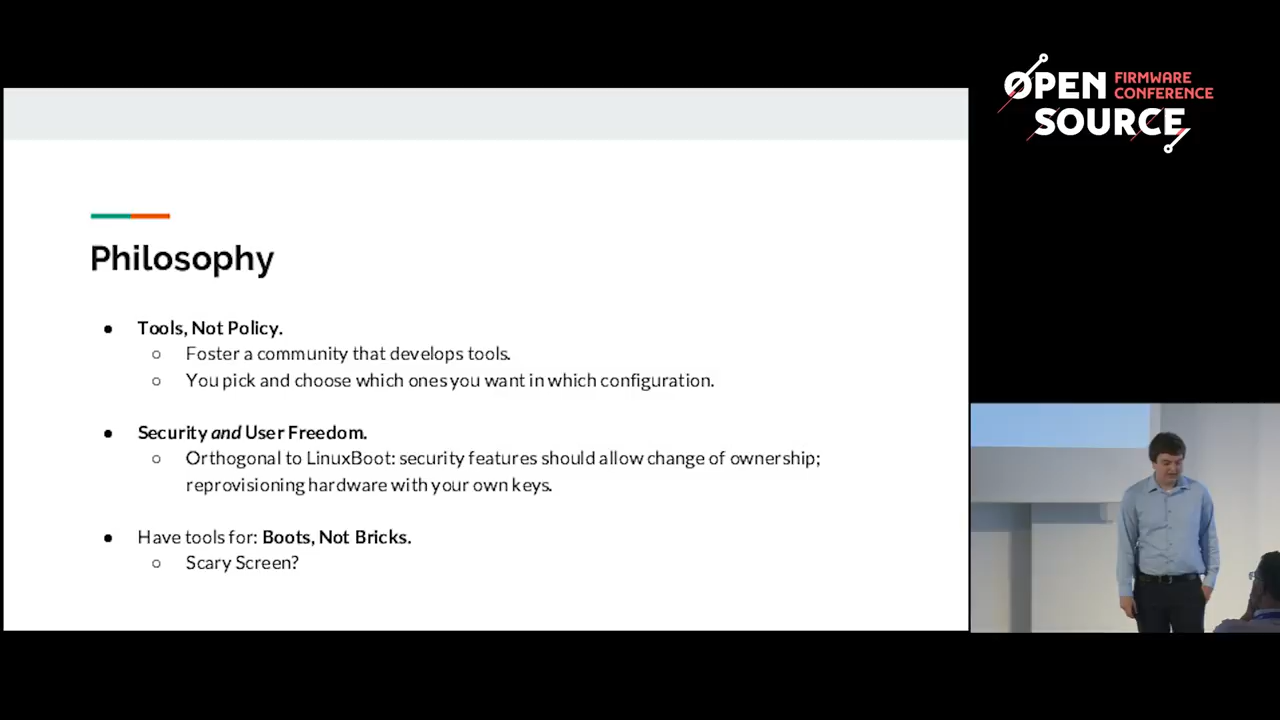 OPEN FIRMWARE
CONFERENCE
SOURCE
Philosophy
● Tools, Not Policy.
○ Foster a community that develops tools.
○ You pick and choose which ones you want in which configuration.
● Security and User Freedom.
○ Orthogonal to LinuxBoot: security features should allow change of ownership;
reprovisioning hardware with your own keys.
● Have tools for: Boots, Not Bricks.
○ Scary Screen?